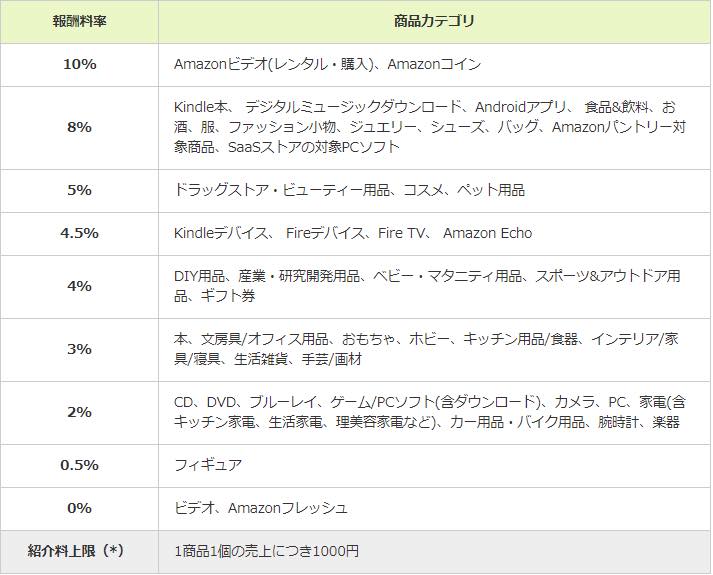 報酬料率
商品カテゴリ
10%
Amazonビデオ(レンタル・購入)、Amazonコイン
8%
Kindle本、 デジタルミュージックダウンロード、Androidアプリ、 食品&飲料、お
酒、服、ファッション小物、ジュエリー、シューズ、バッグ、Amazonパントリー対
象商品、SaaSストアの対象PCソフト
5%
ドラッグストア・ビューティー用品、コスメ、ペット用品
4.5%
Kindleデバイス、 Fireデバイス、Fire TV、 Amazon Echo
4%
DIY用品、産業・研究開発用品、ベビー・マタニティ用品、スポーツ&アウトドア用
品、ギフト券
3%
本、文房具/オフィス用品、おもちゃ、ホビー、キッチン用品/食器、インテリア/家
具/寝具、生活雑貨、手芸/画材
2%
CD、DVD、ブルーレイ、ゲーム/PCソフト(含ダウンロード)、カメラ、PC、家電(含
キッチン家電、生活家電、理美容家電など)、カー用品・バイク用品、腕時計、楽器
0.5%
フィギュア
0%
ビデオ、Amazonフレッシュ
紹介料上限（*）
1商品1個の売上につき1000円